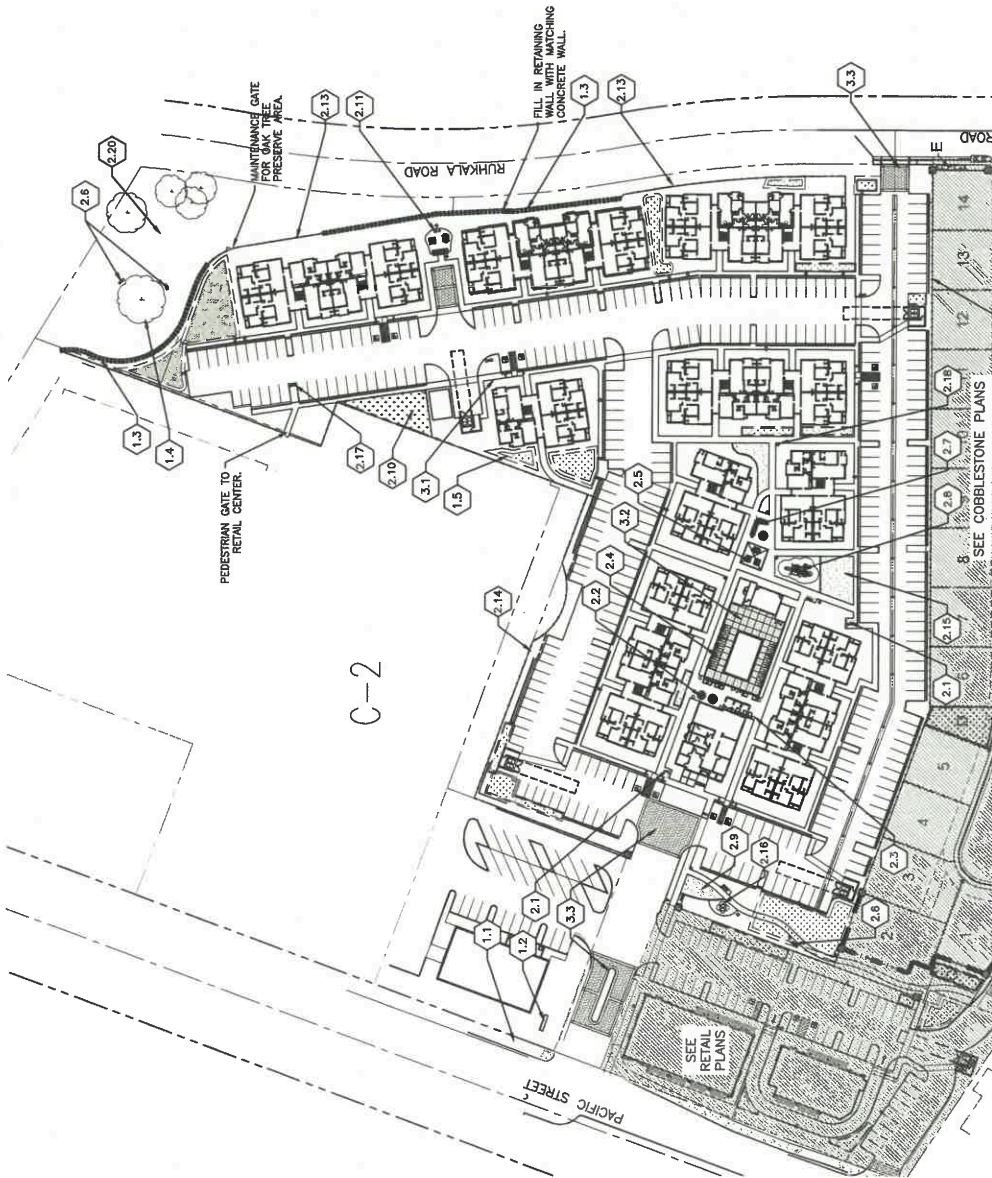 2.6
2.20
MAINTENANCE GATE
FOR OAK TREE
PRESERVE AREA.
2.13
2.11
RUHKALA ROAD
FILL IN RETAINING
WALL WITH MATCHING
CONCRETE WALL.
1.3
2.13
3.3
ROAD
E
1.3
1.4
PEDESTRIAN GATE TO
RETAIL CENTER.
2.17
2.10
3.1
1.5
2.5
3.2
2.4
2.2
2.14
C-2
2.18
2.7
2.8
2.15
2.1
SEE COBBLESTONE PLANS
14
13
12
8
6
13
5
4
3
2
1
2.1
3.3
2.9
2.16
2.3
2.6
1.1
1.2
SEE
RETAIL
PLANS
PACIFIC STREET